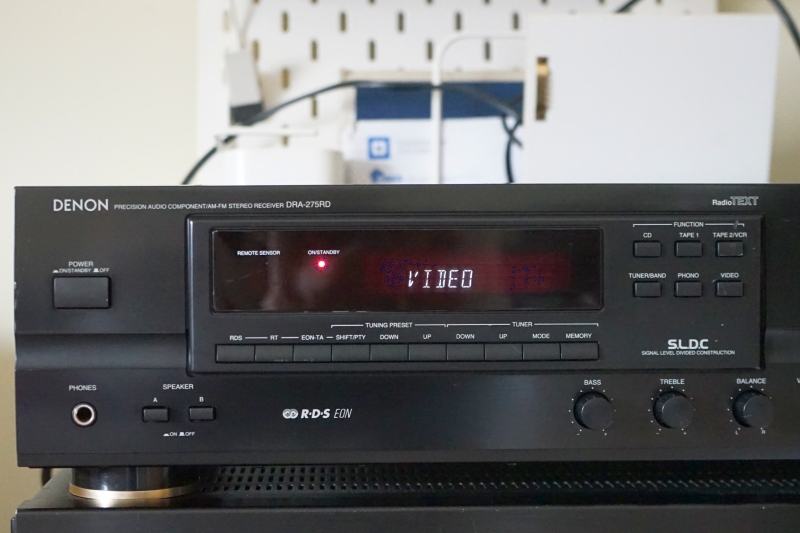 DENON PRECISION AUDIO COMPONENT/AM-FM STEREO RECEIVER DRA-275RD
RadioTEXT
POWER
ON/STANDBY OFF
REMOTE SENSOR
ON/STANDBY
VIDEO
FUNCTION
CD TAPE 1 TAPE 2/VCR
TUNER/BAND PHONO VIDEO
TUNING PRESET TUNER
RDS RT EON-TA SHIFT/PTY DOWN UP DOWN UP MODE MEMORY
S.L.D.C
SIGNAL LEVEL DIVIDED CONSTRUCTION
PHONES
SPEAKER
A B
ON OFF
R·D·S EON
BASS TREBLE BALANCE
L R